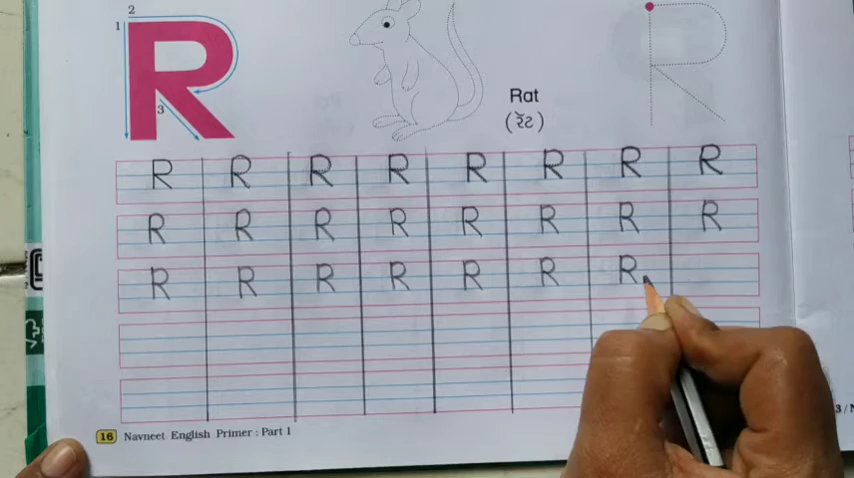 1 2 3 R
R
Rat
(रॅट)
R R R R R R R R
R R R R R R R R
R R R R R R R
16 Navneet English Primer : Part 1